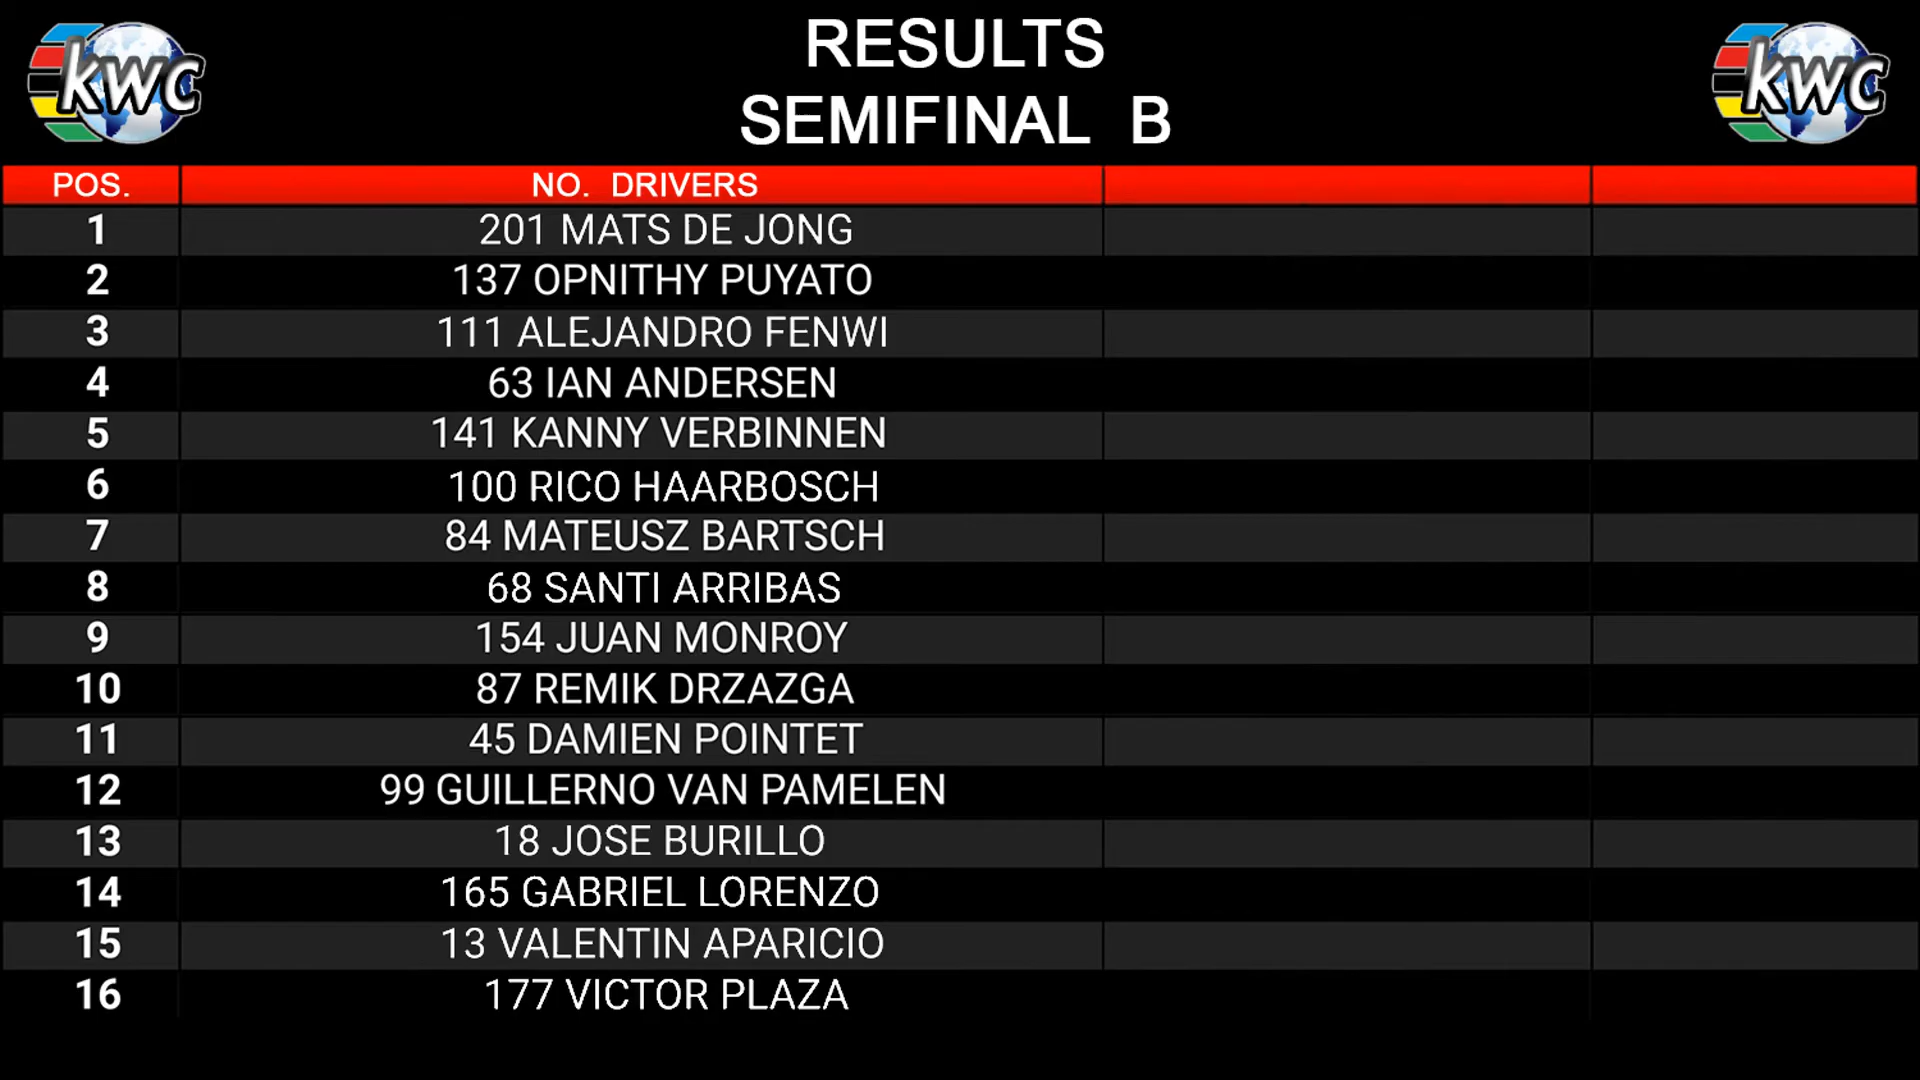 kwc
RESULTS
kwc
SEMIFINAL B
POS. NO. DRIVERS
1 201 MATS DE JONG
2 137 OPNITHY PUYATO
3 111 ALEJANDRO FENWI
4 63 IAN ANDERSEN
5 141 KANNY VERBINNEN
6 100 RICO HAARBOSCH
7 84 MATEUSZ BARTSCH
8 68 SANTI ARRIBAS
9 154 JUAN MONROY
10 87 REMIK DRZAZGA
11 45 DAMIEN POINTET
12 99 GUILLERNO VAN PAMELEN
13 18 JOSE BURILLO
14 165 GABRIEL LORENZO
15 13 VALENTIN APARICIO
16 177 VICTOR PLAZA